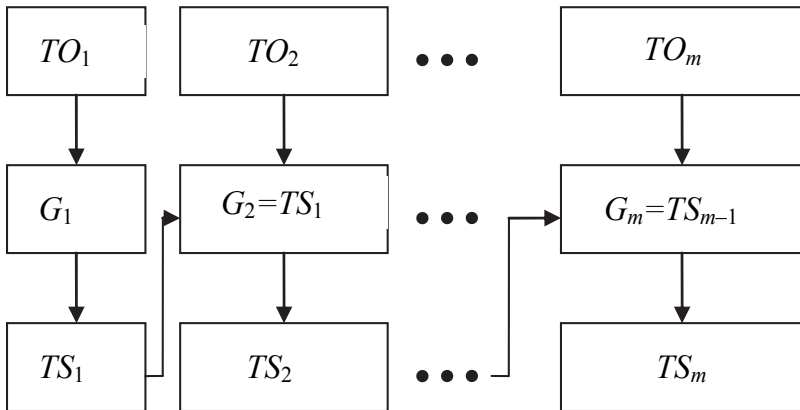 TO₁ TO₂ ••• TOₘ
G₁ G₂=TS₁ ••• Gₘ=TSₘ₋₁
TS₁ TS₂ ••• TSₘ